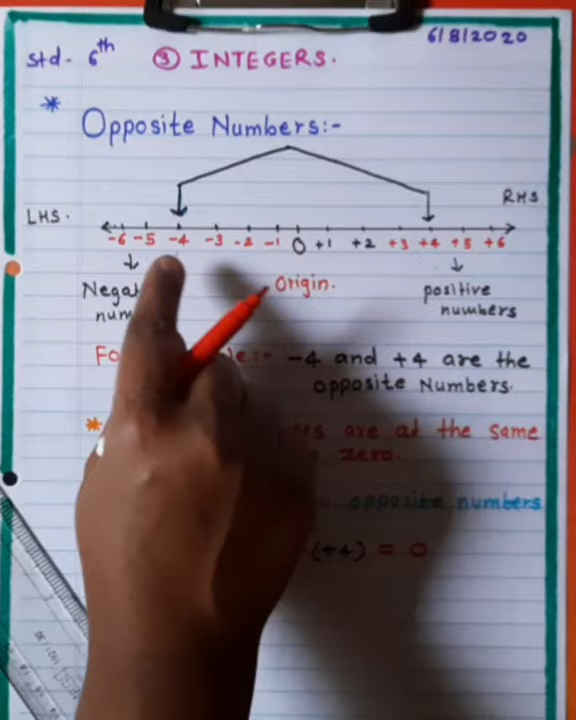 6/8/2020
std- 6th ③ INTEGERS.
* Opposite Numbers:-
RHS
LHS.
-6 -5 -4 -3 -2 -1 0 +1 +2 +3 +4 +5 +6
Origin.
positive
numbers
-4 and +4 are the
opposite Numbers.
* are at the same
zero.
opposite numbers
(+4) = 0